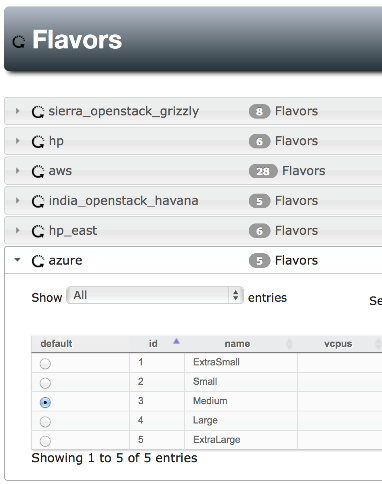 Flavors
sierra_openstack_grizzly 8 Flavors
hp 6 Flavors
aws 28 Flavors
india_openstack_havana 5 Flavors
hp_east 6 Flavors
azure 5 Flavors
Show All entries Se
default id name vcpus
1 ExtraSmall
2 Small
3 Medium
4 Large
5 ExtraLarge
Showing 1 to 5 of 5 entries